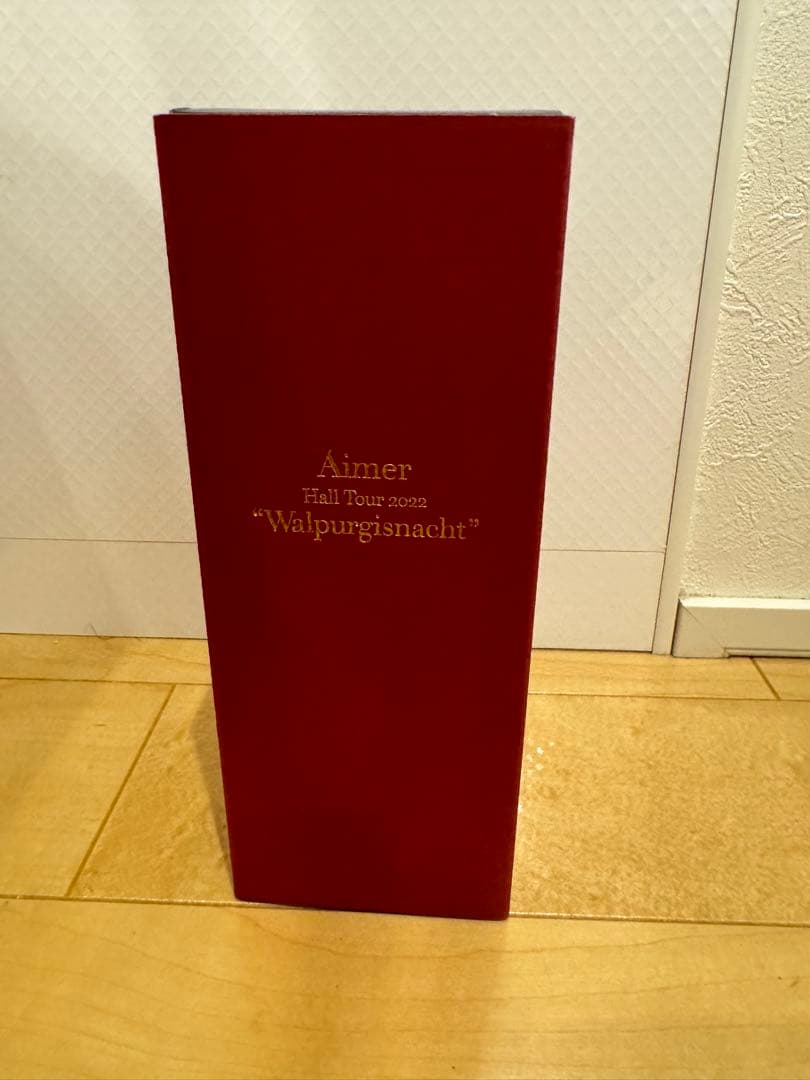 Aimer
Hall Tour 2022
“Walpurgisnacht”